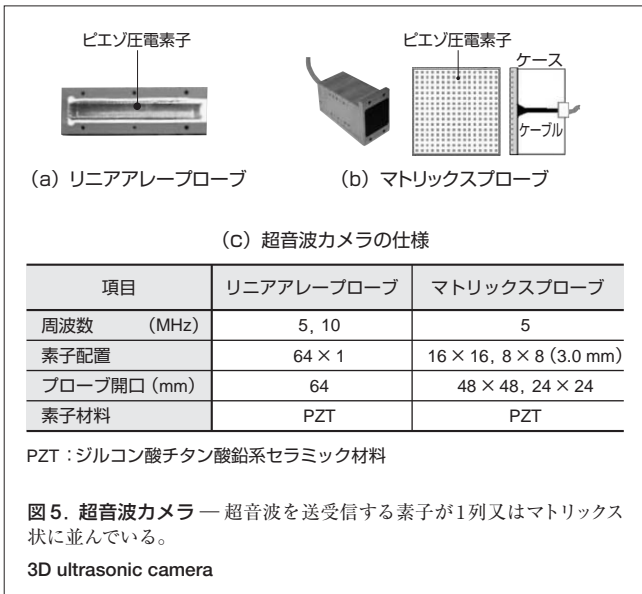 ピエゾ圧電素子
ピエゾ圧電素子
ケース
ケーブル
(a) リニアアレープローブ
(b) マトリックスプローブ
(c) 超音波カメラの仕様
項目 リニアアレープローブ マトリックスプローブ
周波数 (MHz) 5, 10 5
素子配置 64 × 1 16 × 16, 8 × 8 (3.0 mm)
プローブ開口 (mm) 64 48 × 48, 24 × 24
素子材料 PZT PZT
PZT:ジルコン酸チタン酸鉛系セラミック材料
図5. 超音波カメラ — 超音波を送受信する素子が1列又はマトリックス
状に並んでいる。
3D ultrasonic camera